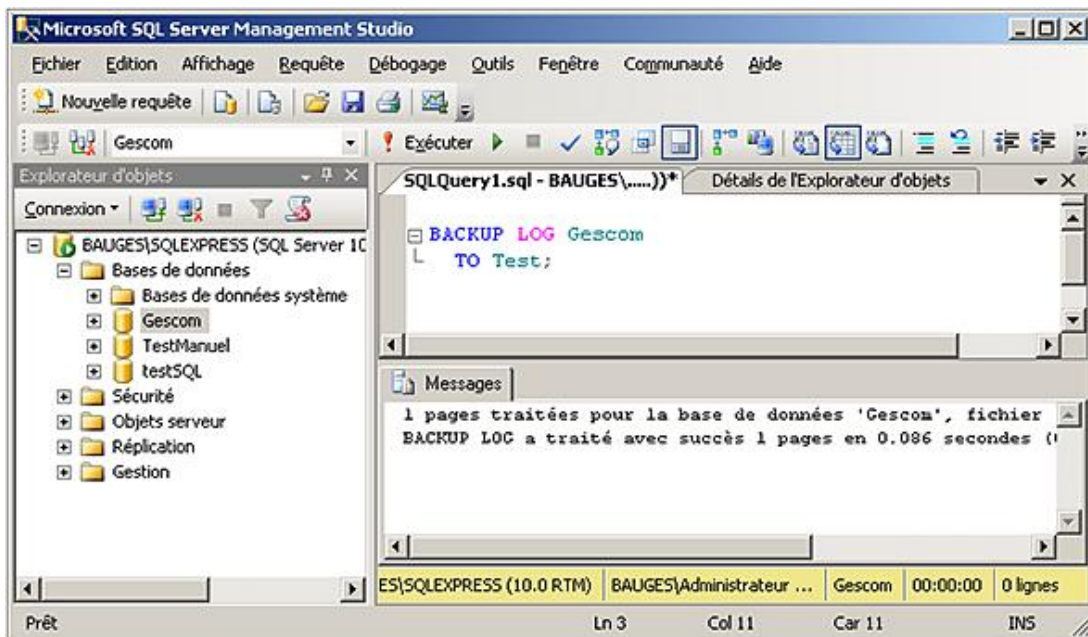 Microsoft SQL Server Management Studio
Fichier Edition Affichage Requête Débogage Outils Fenêtre Communauté Aide
Nouvelle requête
Gescom Exécuter
Explorateur d'objets
Connexion
BAUGES\SQLEXPRESS (SQL Server 10
Bases de données
Bases de données système
Gescom
TestManuel
testSQL
Sécurité
Objets serveur
Réplication
Gestion
SQLQuery1.sql - BAUGES\.....))* Détails de l'Explorateur d'objets
BACKUP LOG Gescom
TO Test;
Messages
1 pages traitées pour la base de données 'Gescom', fichier
BACKUP LOG a traité avec succès 1 pages en 0.086 secondes (
ES\SQLEXPRESS (10.0 RTM) BAUGES\Administrateur ... Gescom 00:00:00 0 lignes
Prêt Ln 3 Col 11 Car 11 INS